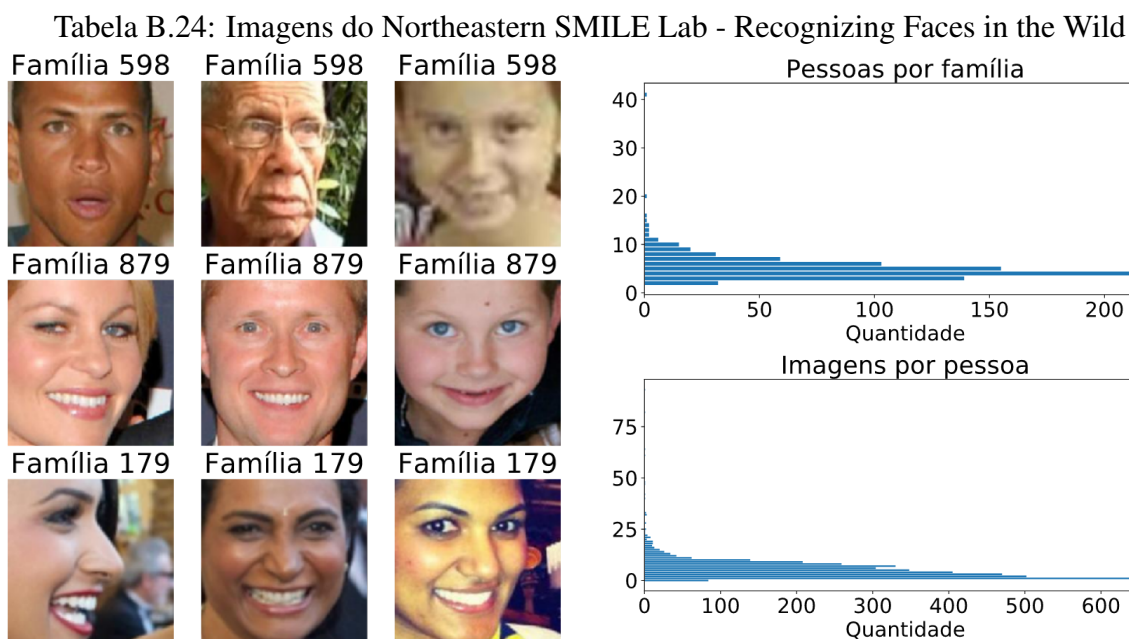 Tabela B.24: Imagens do Northeastern SMILE Lab - Recognizing Faces in the Wild
Família 598 Família 598 Família 598
Família 879 Família 879 Família 879
Família 179 Família 179 Família 179
Pessoas por família
40
30
20
10
0
0 50 100 150 200
Quantidade
Imagens por pessoa
75
50
25
0
0 100 200 300 400 500 600
Quantidade